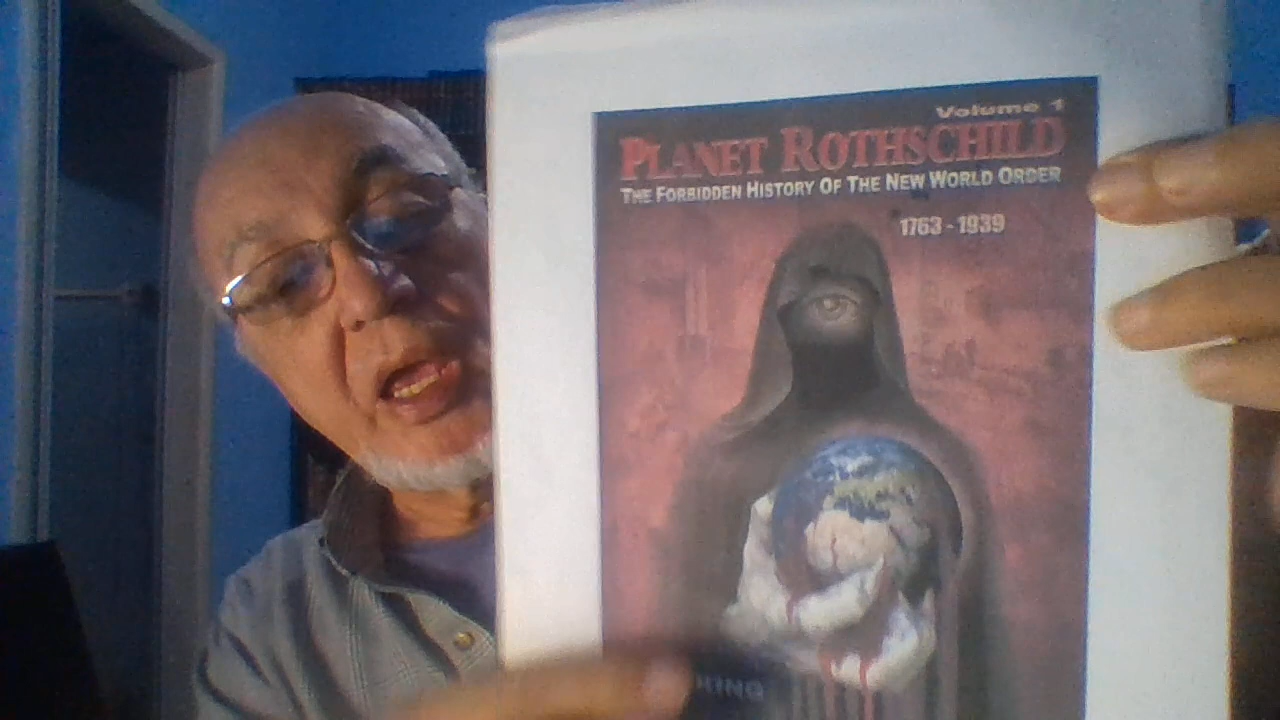 Volume 1
PLANET ROTHSCHILD
THE FORBIDDEN HISTORY OF THE NEW WORLD ORDER
1763 - 1939